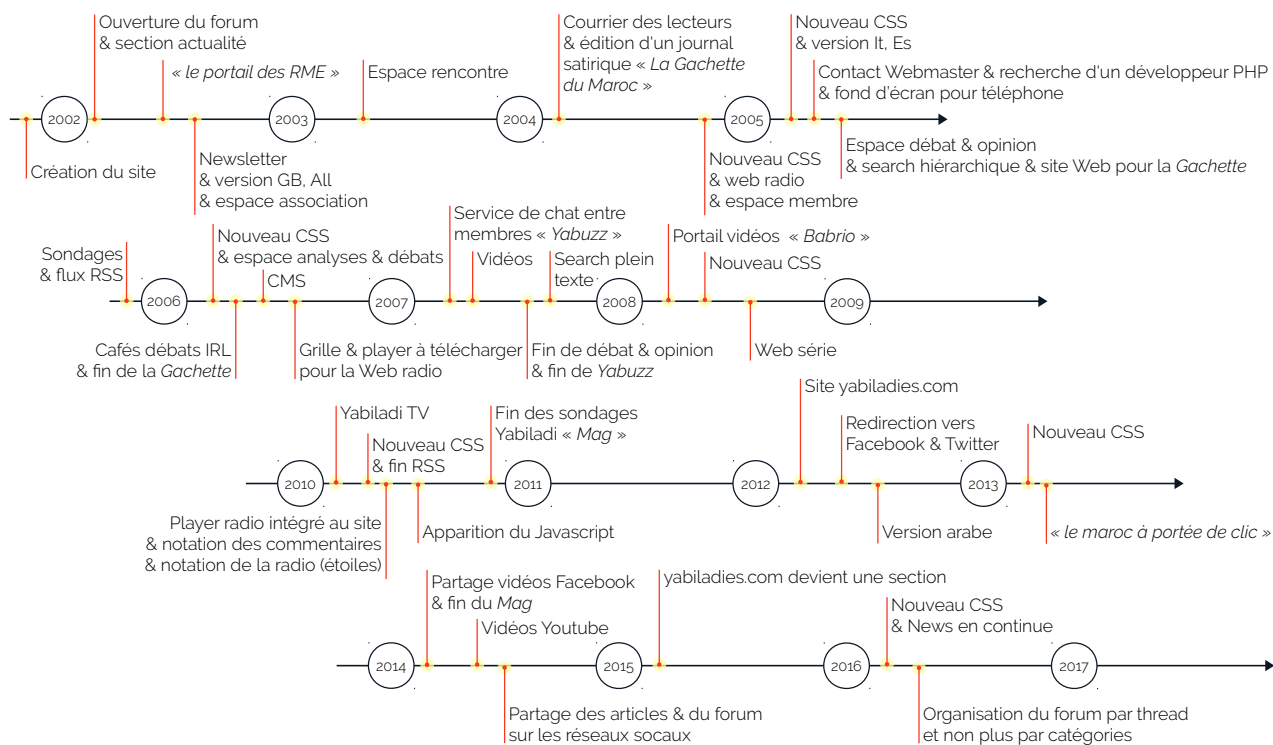 Ouverture du forum
& section actualité
« le portail des RME »
Espace rencontre
Courrier des lecteurs
& édition d'un journal
satirique « La Gachette
du Maroc »
Nouveau CSS
& version It, Es
Contact Webmaster & recherche d'un développeur PHP
& fond d'écran pour téléphone
2002
2003
2004
2005
Création du site
Newsletter
& version GB, All
& espace association
Nouveau CSS
& web radio
& espace membre
Espace débat & opinion
& search hiérarchique & site Web pour la Gachette
Sondages
& flux RSS
Nouveau CSS
& espace analyses & débats
CMS
Service de chat entre
membres « Yabuzz »
Vidéos
Search plein
texte
Portail vidéos « Babrio »
Nouveau CSS
2006
2007
2008
2009
Cafés débats IRL
& fin de la Gachette
Grille & player à télécharger
pour la Web radio
Fin de débat & opinion
& fin de Yabuzz
Web série
Yabiladi TV
Nouveau CSS
& fin RSS
Fin des sondages
Yabiladi « Mag »
Site yabiladies.com
Redirection vers
Facebook & Twitter
Nouveau CSS
2010
2011
2012
2013
Player radio intégré au site
& notation des commentaires
& notation de la radio (étoiles)
Apparition du Javascript
Version arabe
« le maroc à portée de clic »
Partage vidéos Facebook
& fin du Mag
Vidéos Youtube
yabiladies.com devient une section
Nouveau CSS
& News en continue
2014
2015
2016
2017
Partage des articles & du forum
sur les réseaux socaux
Organisation du forum par thread
et non plus par catégories